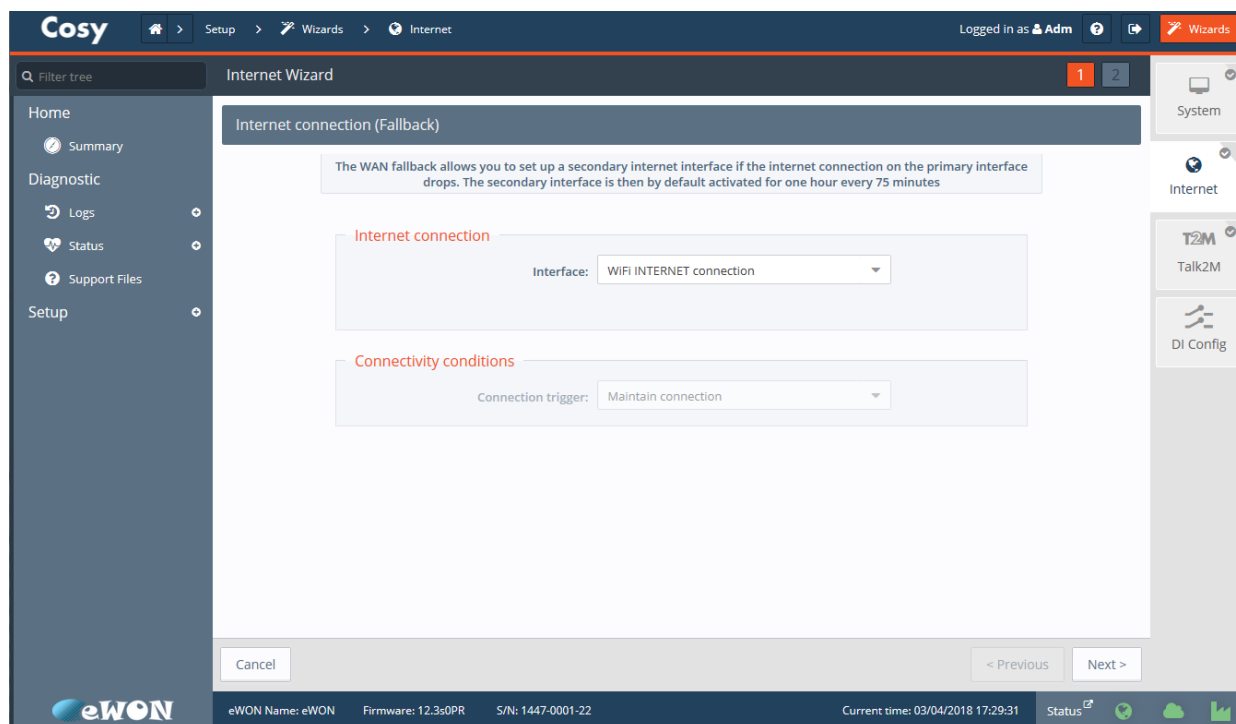 Cosy
> Setup > Wizards > Internet
Logged in as Adm
Wizards
Filter tree
Home
Summary
Diagnostic
Logs
Status
Support Files
Setup
Internet Wizard
1 2
Internet connection (Fallback)
The WAN fallback allows you to set up a secondary internet interface if the internet connection on the primary interface
drops. The secondary interface is then by default activated for one hour every 75 minutes
Internet connection
Interface: WiFi INTERNET connection
Connectivity conditions
Connection trigger: Maintain connection
Cancel
< Previous
Next >
System
Internet
T2M
Talk2M
DI Config
eWON
eWON Name: eWON Firmware: 12.3s0PR S/N: 1447-0001-22
Current time: 03/04/2018 17:29:31
Status